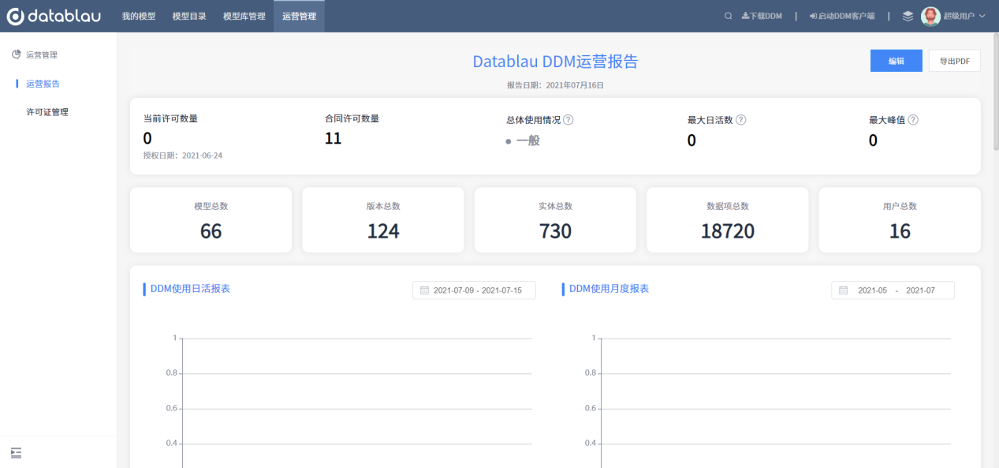 datablau 我的模型 模型目录 模型库管理 运营管理 下载DDM | 启动DDM客户端 | 超级用户
运营管理
运营报告
许可证管理
Datablau DDM运营报告
编辑
导出PDF
报告日期：2021年07月16日
当前许可数量 合同许可数量 总体使用情况 ? 最大日活数 ? 最大峰值 ?
0 11 一般 0 0
授权日期：2021-06-24
模型总数 版本总数 实体总数 数据项总数 用户总数
66 124 730 18720 16
DDM使用日活报表 2021-07-09 - 2021-07-15 DDM使用月度报表 2021-05 - 2021-07
1 1
0.8 0.8
0.6 0.6
0.4 0.4